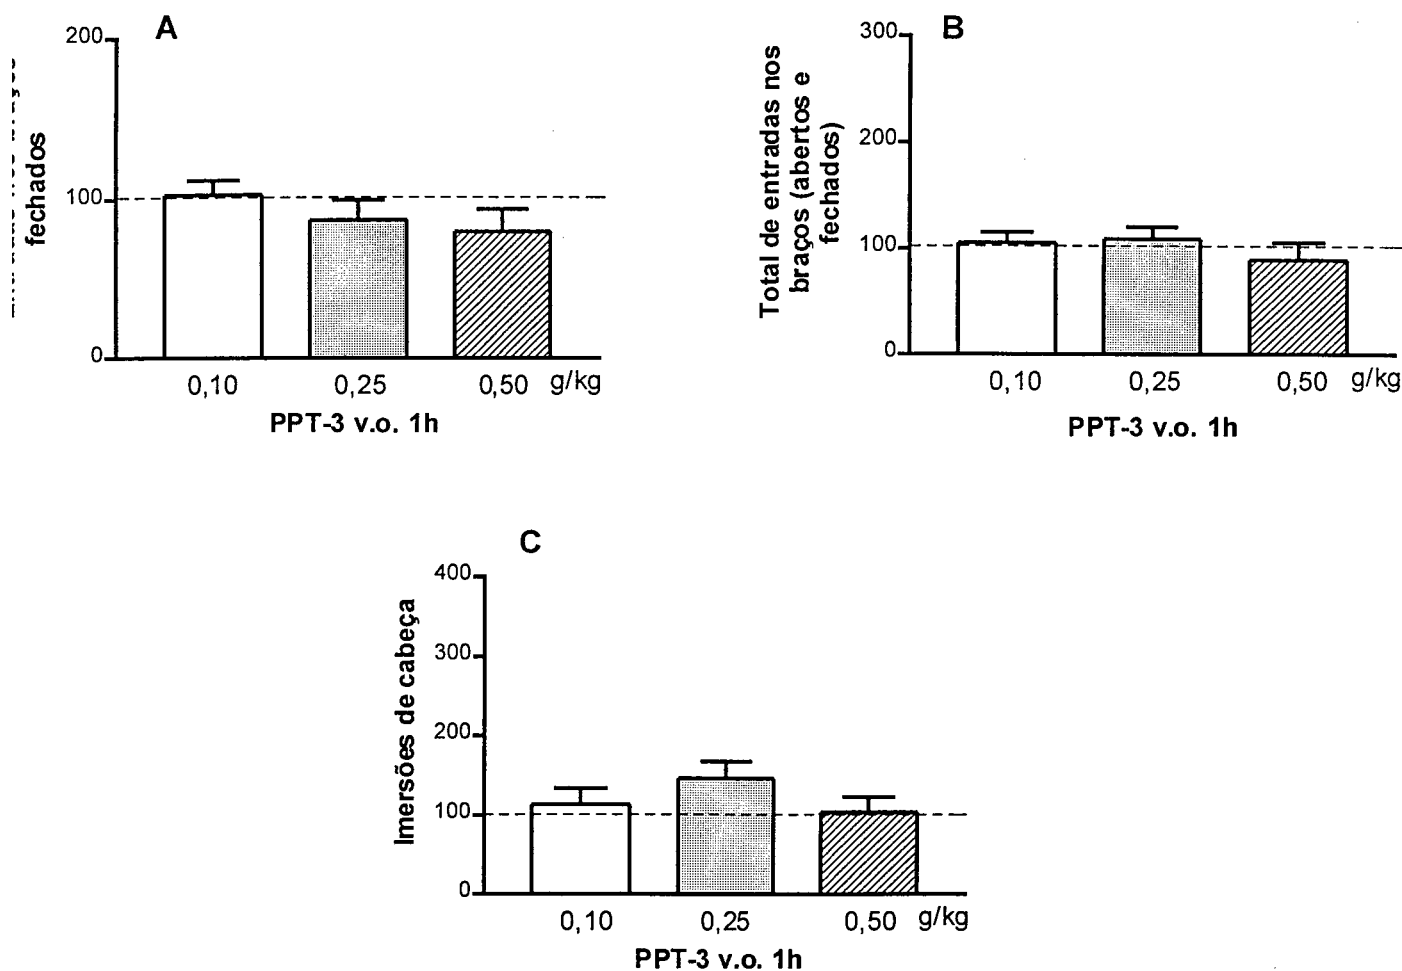 A
200
100
0
fechados
0,10 0,25 0,50 g/kg
PPT-3 v.o. 1h
B
300
200
100
0
Total de entradas nos
braços (abertos e
fechados)
0,10 0,25 0,50 g/kg
PPT-3 v.o. 1h
C
400
300
200
100
0
Imersões de cabeça
0,10 0,25 0,50 g/kg
PPT-3 v.o. 1h